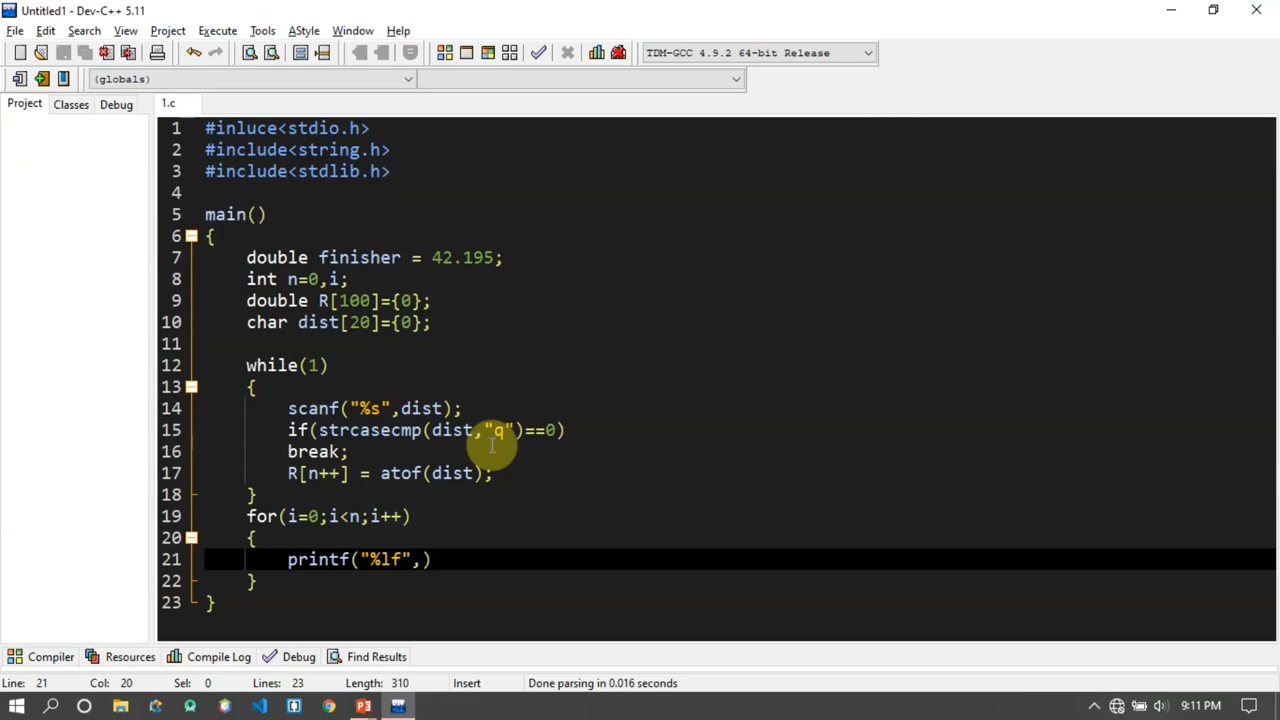 Untitled1 - Dev-C++ 5.11
File Edit Search View Project Execute Tools AStyle Window Help
TDM-GCC 4.9.2 64-bit Release
(globals)
Project Classes Debug 1.c
1 #inluce<stdio.h>
2 #include<string.h>
3 #include<stdlib.h>
4
5 main()
6 {
7 double finisher = 42.195;
8 int n=0,i;
9 double R[100]={0};
10 char dist[20]={0};
11
12 while(1)
13 {
14 scanf("%s",dist);
15 if(strcasecmp(dist,"q")==0)
16 break;
17 R[n++] = atof(dist);
18 }
19 for(i=0;i<n;i++)
20 {
21 printf("%lf",)
22 }
23 }
Compiler Resources Compile Log Debug Find Results
Line: 21 Col: 20 Sel: 0 Lines: 23 Length: 310 Insert Done parsing in 0.016 seconds
9:11 PM